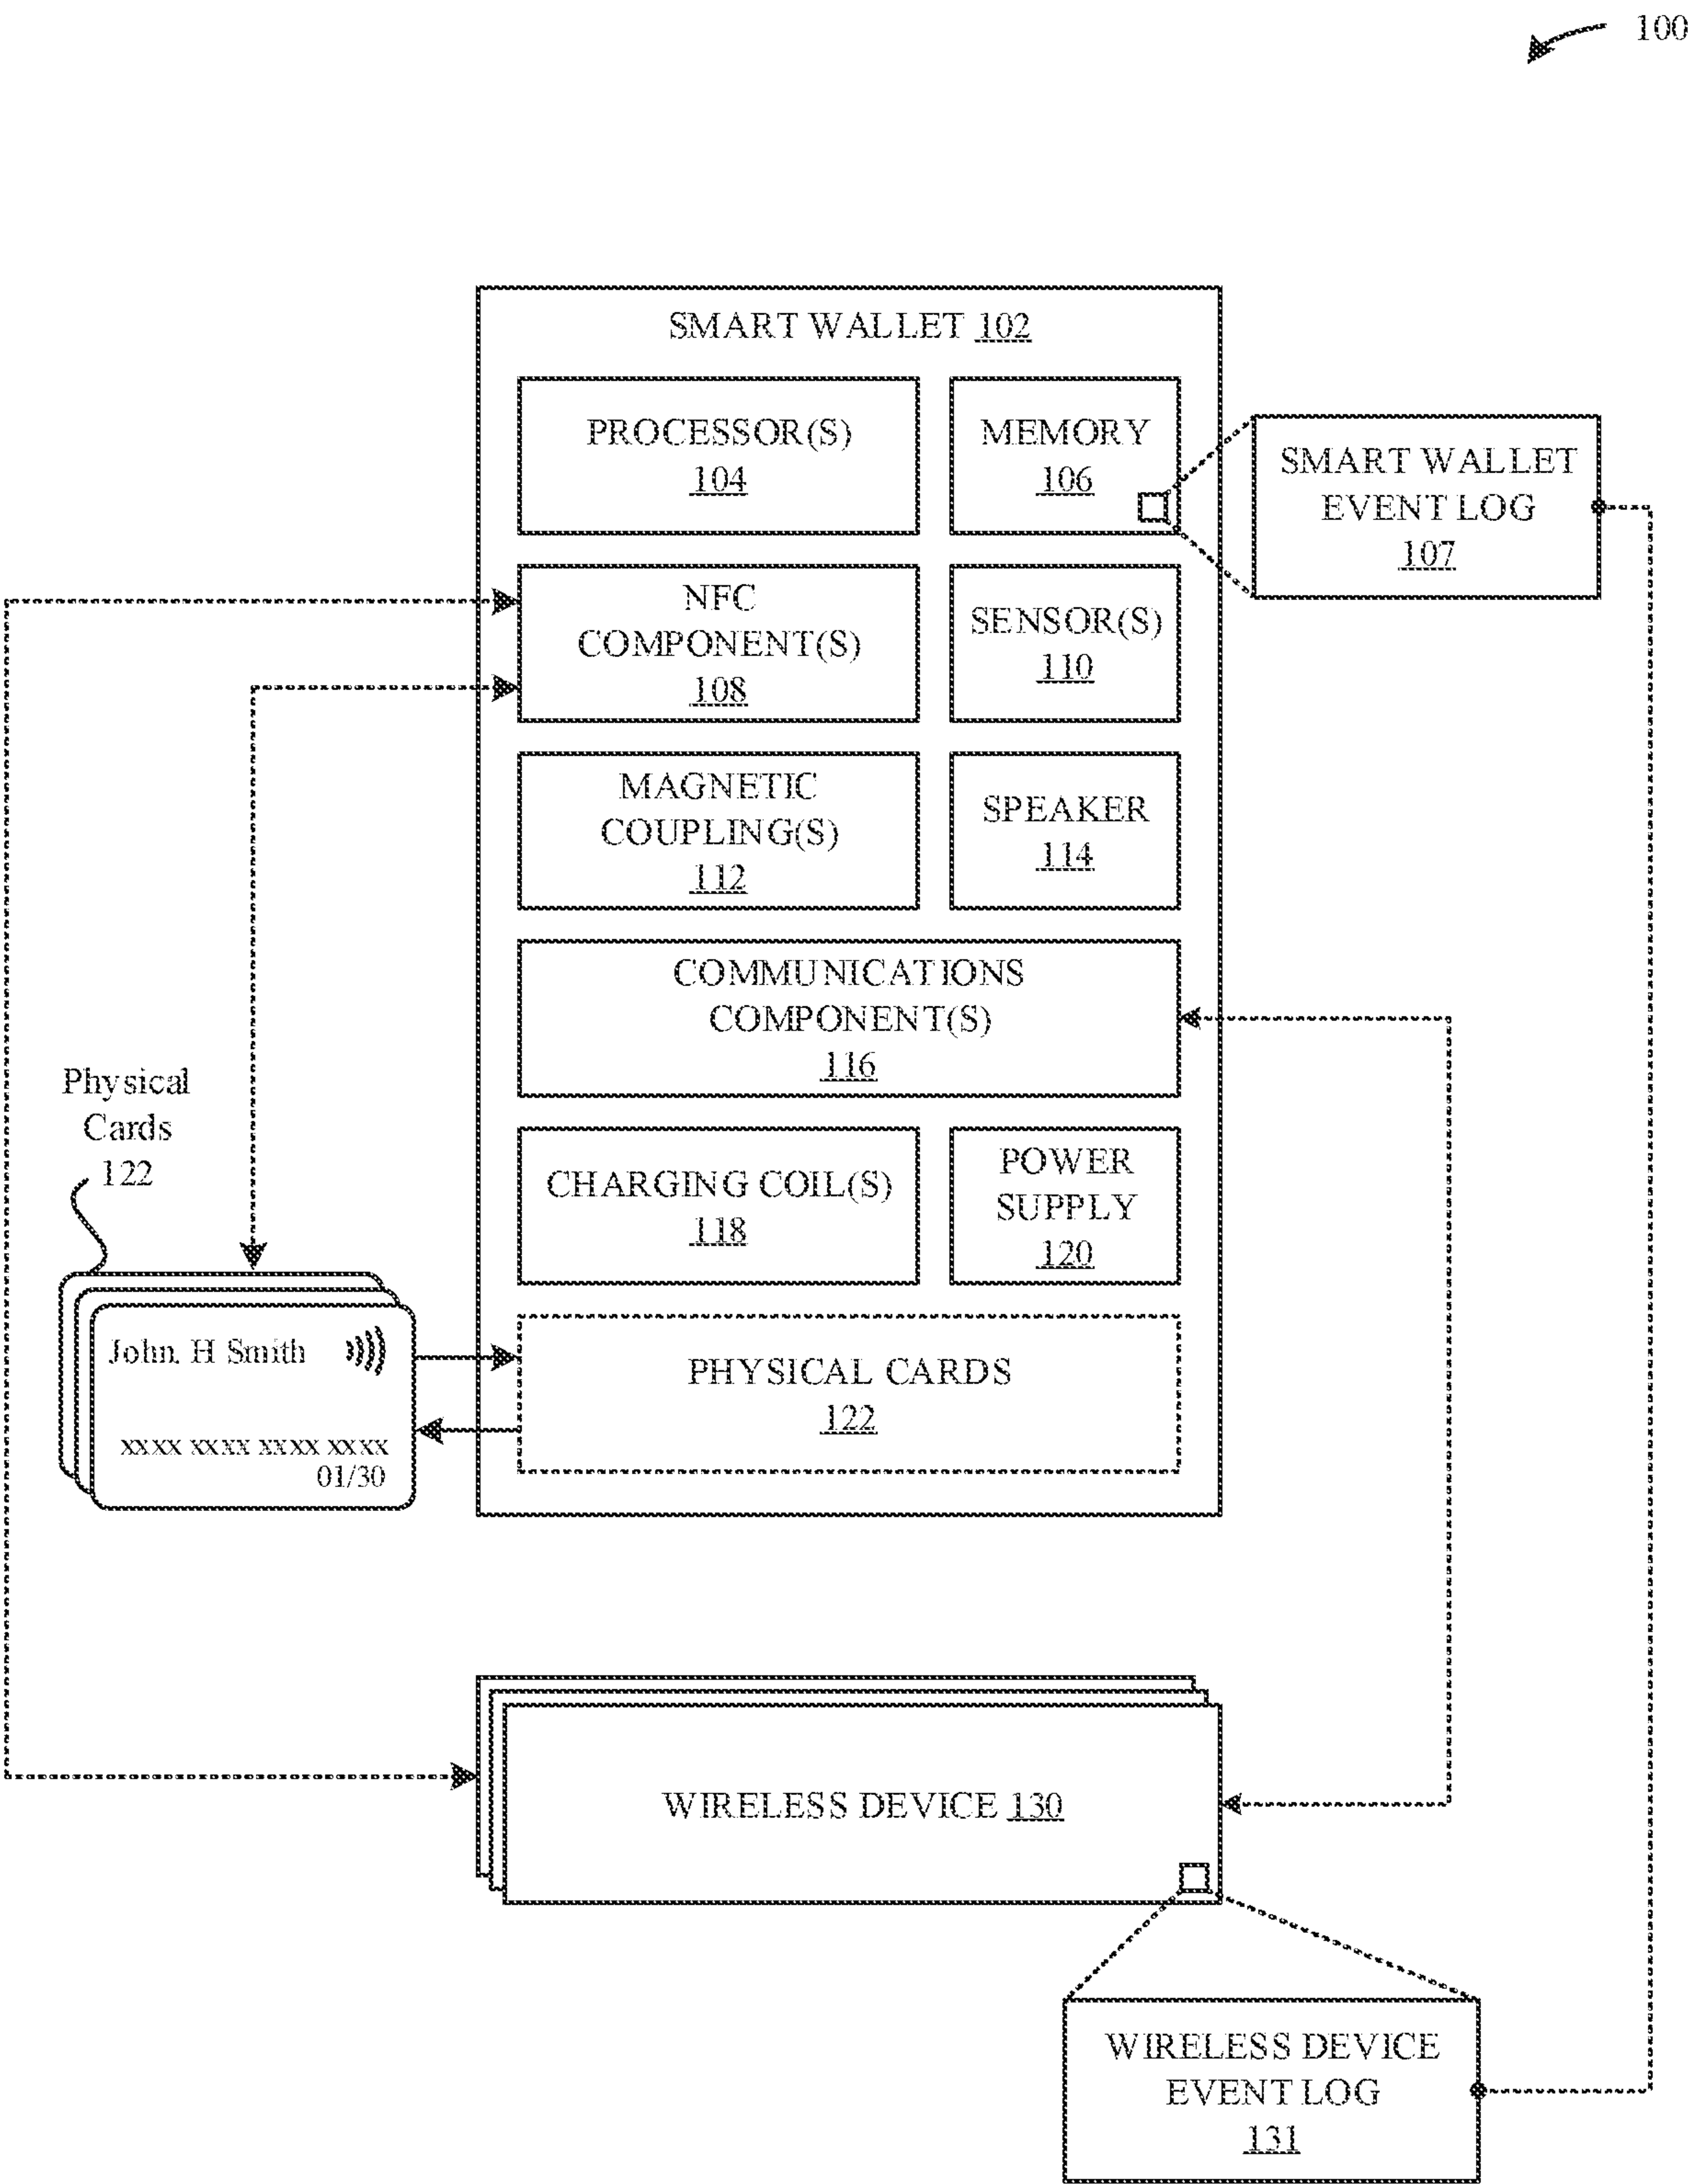 100
SMART WALLET 102
PROCESSOR(S)
104
MEMORY
106
SMART WALLET
EVENT LOG
107
NFC
COMPONENT(S)
108
SENSOR(S)
110
MAGNETIC
COUPLING(S)
112
SPEAKER
114
COMMUNICATIONS
COMPONENT(S)
116
Physical
Cards
122
CHARGING COIL(S)
118
POWER
SUPPLY
120
John. H Smith
xxxx xxxx xxxx xxxx
01/30
PHYSICAL CARDS
122
WIRELESS DEVICE 130
WIRELESS DEVICE
EVENT LOG
131